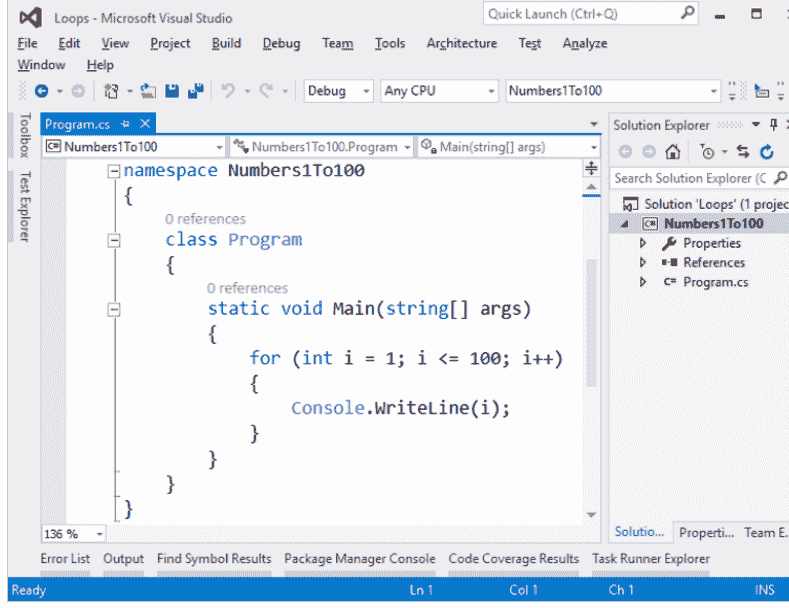 Loops - Microsoft Visual Studio
Quick Launch (Ctrl+Q)
File Edit View Project Build Debug Team Tools Architecture Test Analyze
Window Help
Debug Any CPU Numbers1To100
Toolbox
Test Explorer
Program.cs
Numbers1To100 Numbers1To100.Program Main(string[] args)
namespace Numbers1To100
{
0 references
class Program
{
0 references
static void Main(string[] args)
{
for (int i = 1; i <= 100; i++)
{
Console.WriteLine(i);
}
}
}
}
136 %
Solution Explorer
Search Solution Explorer (C
Solution 'Loops' (1 projec
C# Numbers1To100
Properties
References
C# Program.cs
Solutio... Properti... Team E.
Error List Output Find Symbol Results Package Manager Console Code Coverage Results Task Runner Explorer
Ready Ln 1 Col 1 Ch 1 INS